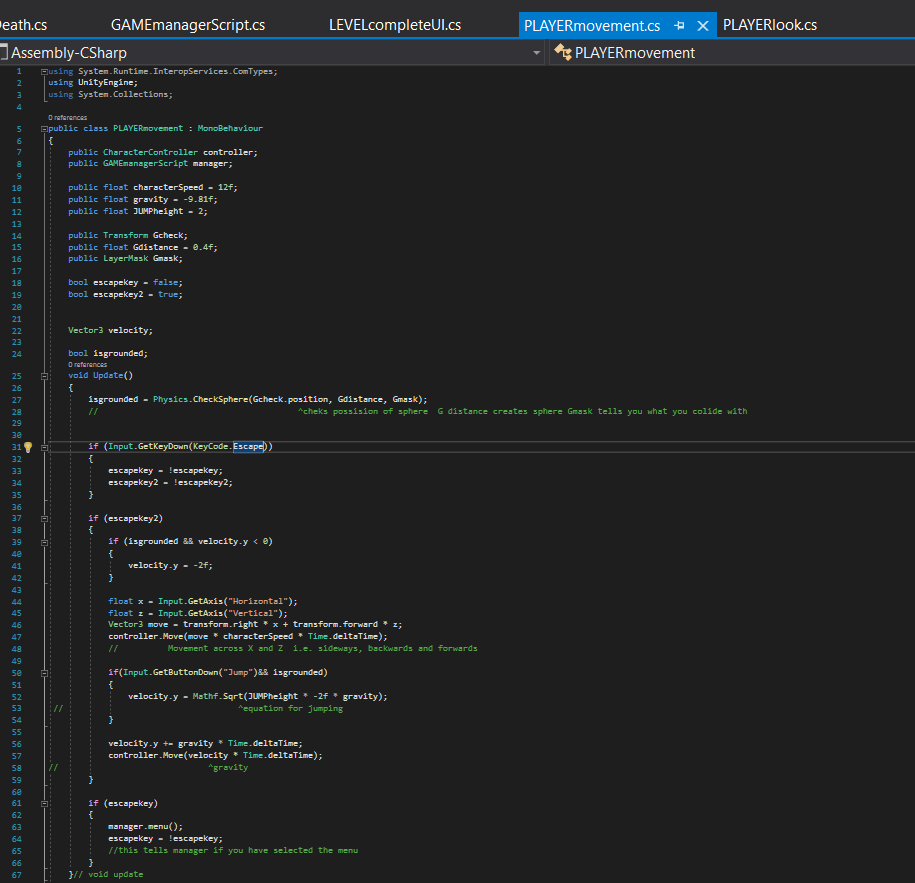 eath.cs GAMEmanagerScript.cs LEVELcompleteUI.cs PLAYERmovement.cs PLAYERlook.cs
Assembly-CSharp PLAYERmovement
1 using System.Runtime.InteropServices.ComTypes;
2 using UnityEngine;
3 using System.Collections;
4
0 references
5 public class PLAYERmovement : MonoBehaviour
6 {
7 public CharacterController controller;
8 public GAMEmanagerScript manager;
9
10 public float characterSpeed = 12f;
11 public float gravity = -9.81f;
12 public float JUMPheight = 2;
13
14 public Transform Gcheck;
15 public float Gdistance = 0.4f;
16 public LayerMask Gmask;
17
18 bool escapekey = false;
19 bool escapekey2 = true;
20
21
22 Vector3 velocity;
23
24 bool isgrounded;
0 references
25 void Update()
26 {
27 isgrounded = Physics.CheckSphere(Gcheck.position, Gdistance, Gmask);
28 // ^cheks possision of sphere G distance creates sphere Gmask tells you what you collide with
29
30
31 if (Input.GetKeyDown(KeyCode.Escape))
32 {
33 escapekey = !escapekey;
34 escapekey2 = !escapekey2;
35 }
36
37 if (escapekey2)
38 {
39 if (isgrounded && velocity.y < 0)
40 {
41 velocity.y = -2f;
42 }
43
44 float x = Input.GetAxis("Horizontal");
45 float z = Input.GetAxis("Vertical");
46 Vector3 move = transform.right * x + transform.forward * z;
47 controller.Move(move * characterSpeed * Time.deltaTime);
48 // Movement across X and Z i.e. sideways, backwards and forwards
49
50 if(Input.GetButtonDown("Jump")&& isgrounded)
51 {
52 velocity.y = Mathf.Sqrt(JUMPheight * -2f * gravity);
53 // ^equation for jumping
54 }
55
56 velocity.y += gravity * Time.deltaTime;
57 controller.Move(velocity * Time.deltaTime);
58 // ^gravity
59 }
60
61 if (escapekey)
62 {
63 manager.menu();
64 escapekey = !escapekey;
65 //this tells manager if you have selected the menu
66 }
67 }// void update